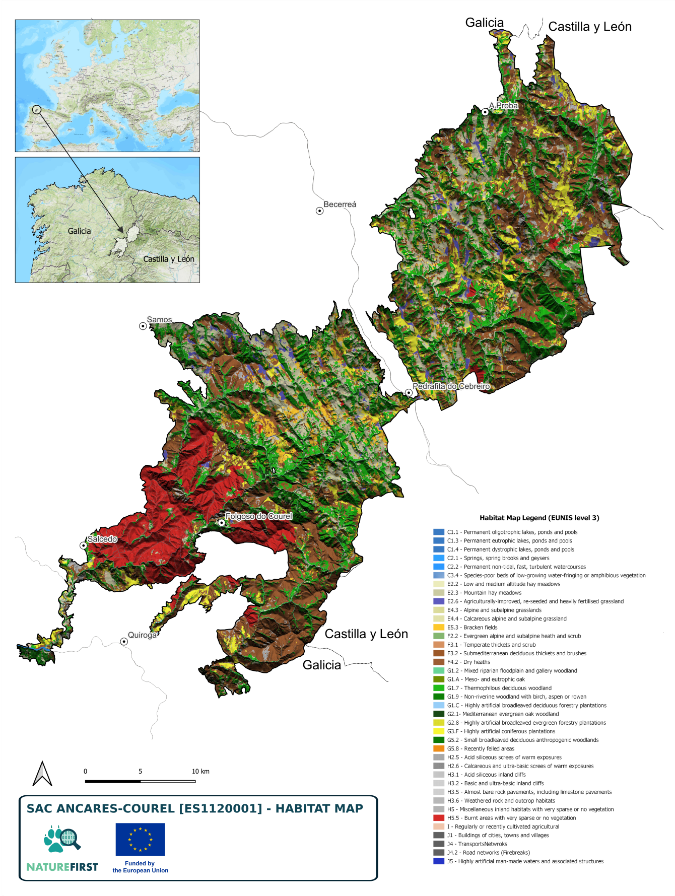 Galicia
Castilla y León
A Proba
Becerreá
Galicia
Castilla y León
Samos
Pedrafita do Cebreiro
Folgoso do Courel
Salcedo
Quiroga
Castilla y León
Galicia
Habitat Map Legend (EUNIS level 3)
C1.1 - Permanent oligotrophic lakes, ponds and pools
C1.3 - Permanent eutrophic lakes, ponds and pools
C1.4 - Permanent dystrophic lakes, ponds and pools
C2.1 - Springs, spring brooks and geysers
C2.2 - Permanent non-tidal, fast, turbulent watercourses
C3.4 - Species-poor beds of low-growing water-fringing or amphibious vegetation
E2.2 - Low and medium altitude hay meadows
E2.3 - Mountain hay meadows
E2.6 - Agriculturally-improved, re-seeded and heavily fertilised grassland
E4.3 - Alpine and subalpine grasslands
E4.4 - Calcareous alpine and subalpine grassland
E5.3 - Bracken fields
F2.2 - Evergreen alpine and subalpine heath and scrub
F3.1 - Temperate thickets and scrub
F3.2 - Submediterranean deciduous thickets and brushes
F4.2 - Dry heaths
G1.2 - Mixed riparian floodplain and gallery woodland
G1.A - Meso- and eutrophic oak
G1.7 - Thermophilous deciduous woodland
G1.9 - Non-riverine woodland with birch, aspen or rowan
G1.C - Highly artificial broadleaved deciduous forestry plantations
G2.1- Mediterranean evergreen oak woodland
G2.8 - Highly artificial broadleaved evergreen forestry plantations
G3.F - Highly artificial coniferous plantations
G5.2 - Small broadleaved deciduous anthropogenic woodlands
G5.8 - Recently felled areas
H2.5 - Acid siliceous screes of warm exposures
H2.6 - Calcareous and ultra-basic screes of warm exposures
H3.1 - Acid siliceous inland cliffs
H3.2 - Basic and ultra-basic inland cliffs
H3.5 - Almost bare rock pavements, including limestone pavements
H3.6 - Weathered rock and outcrop habitats
H5 - Miscellaneous inland habitats with very sparse or no vegetation
H5.5 - Burnt areas with very sparse or no vegetation
I - Regularly or recently cultivated agricultural
J1 - Buildings of cities, towns and villages
J4 - TransportsNetwroks
J4.2 - Road networks (Firebreaks)
J5 - Highly artificial man-made waters and associated structures
0 5 10 km
SAC ANCARES-COUREL [ES1120001] - HABITAT MAP
NATUREFIRST
Funded by
the European Union